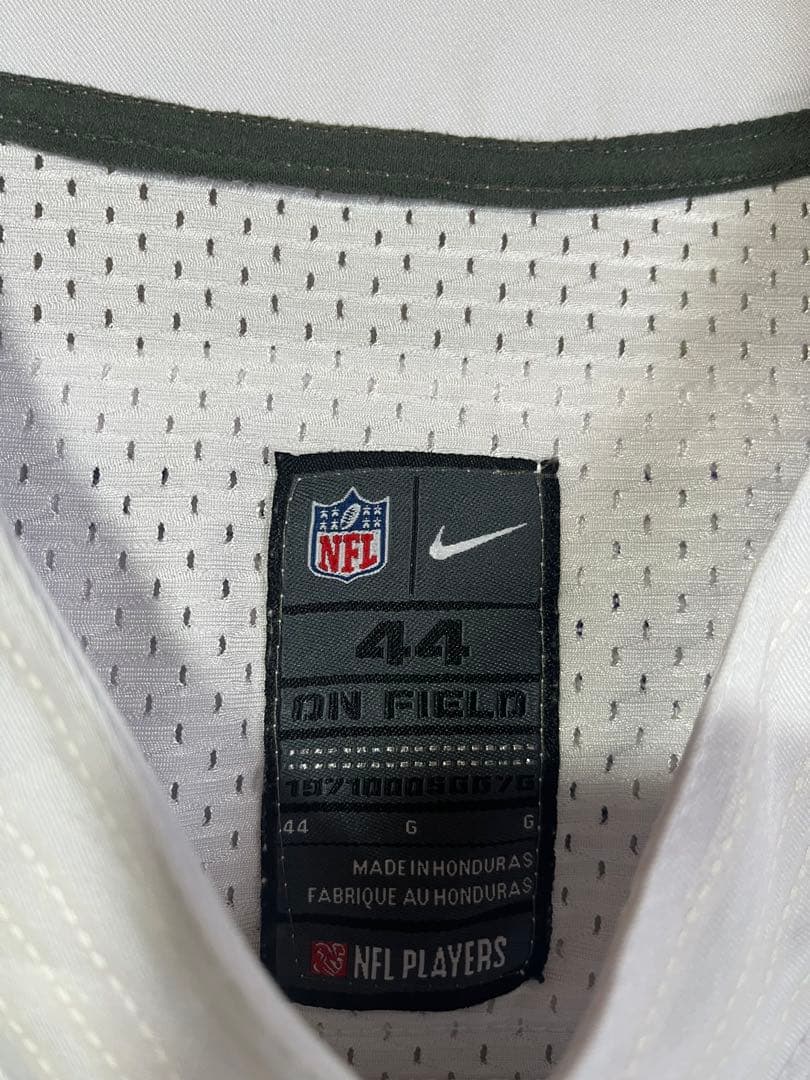 NFL
44
ON FIELD
44 G G
MADE IN HONDURAS
FABRIQUE AU HONDURAS
NFL PLAYERS